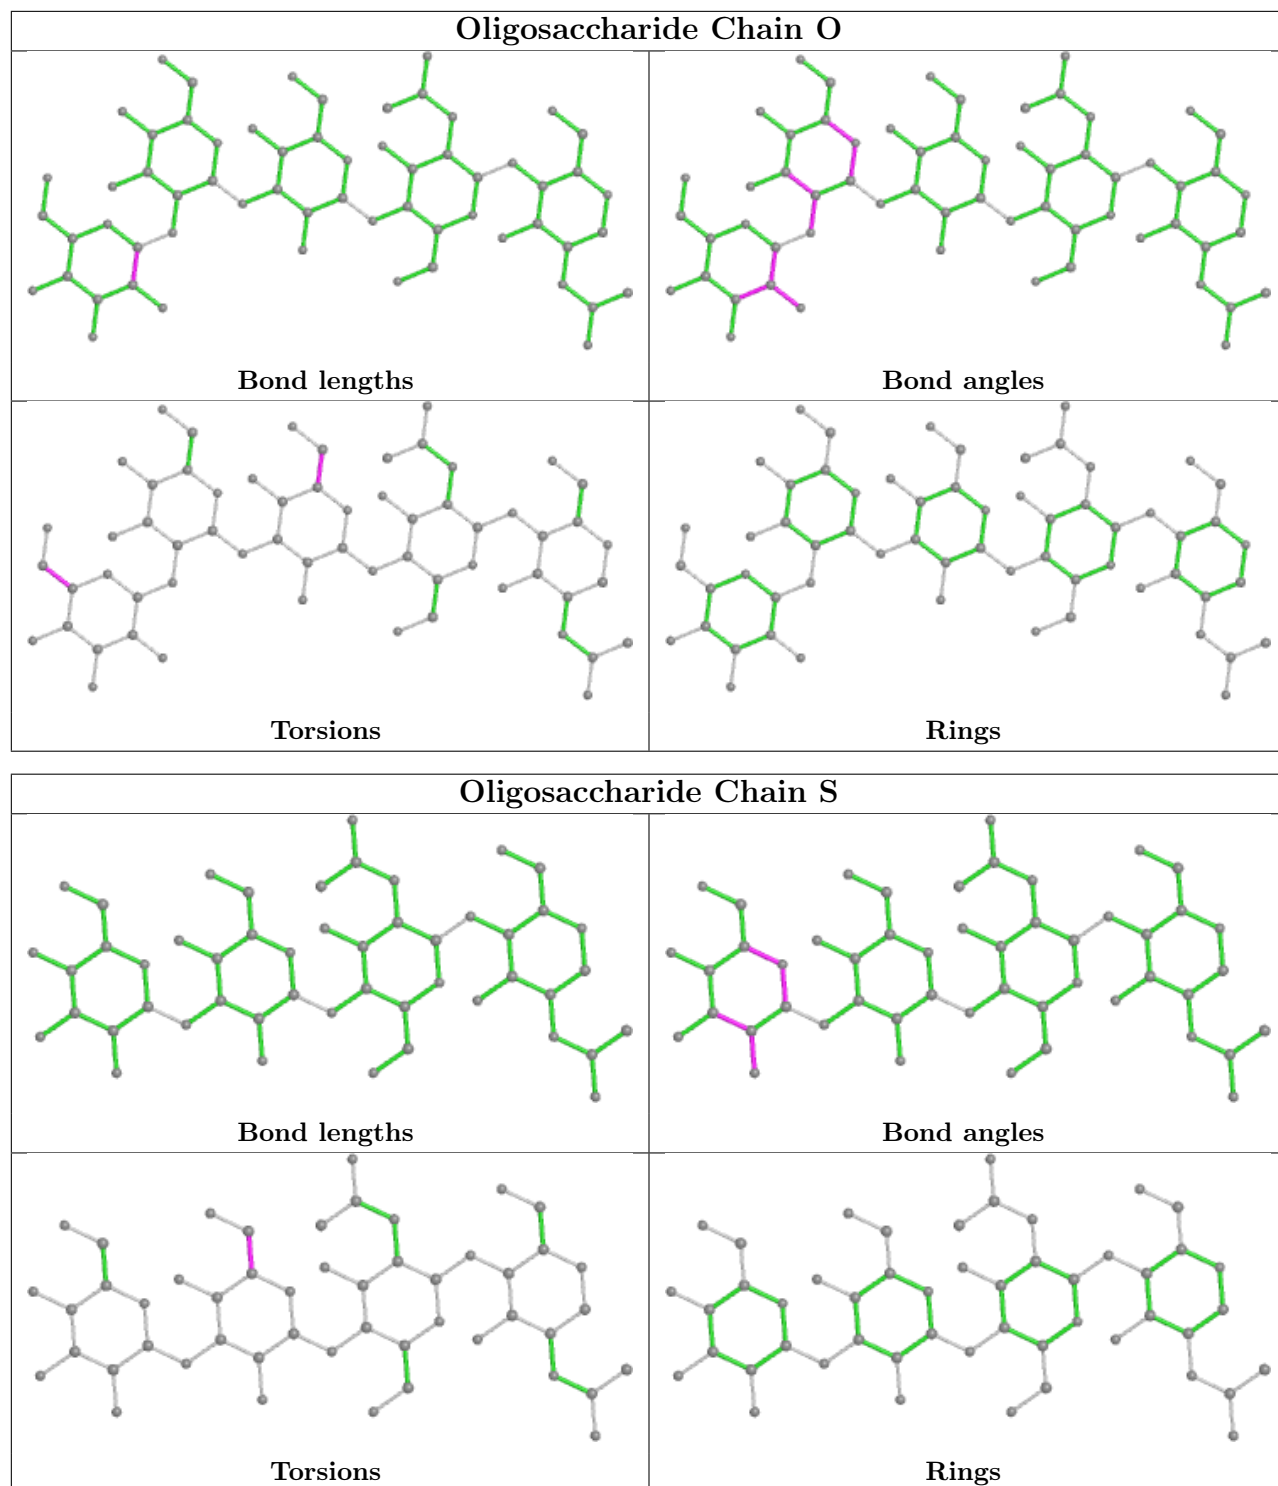 Oligosaccharide Chain O
Bond lengths
Bond angles
Torsions
Rings
Oligosaccharide Chain S
Bond lengths
Bond angles
Torsions
Rings